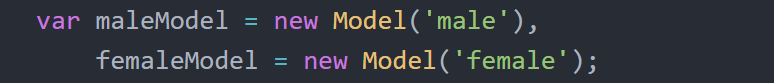 var maleModel = new Model('male'),
    femaleModel = new Model('female');